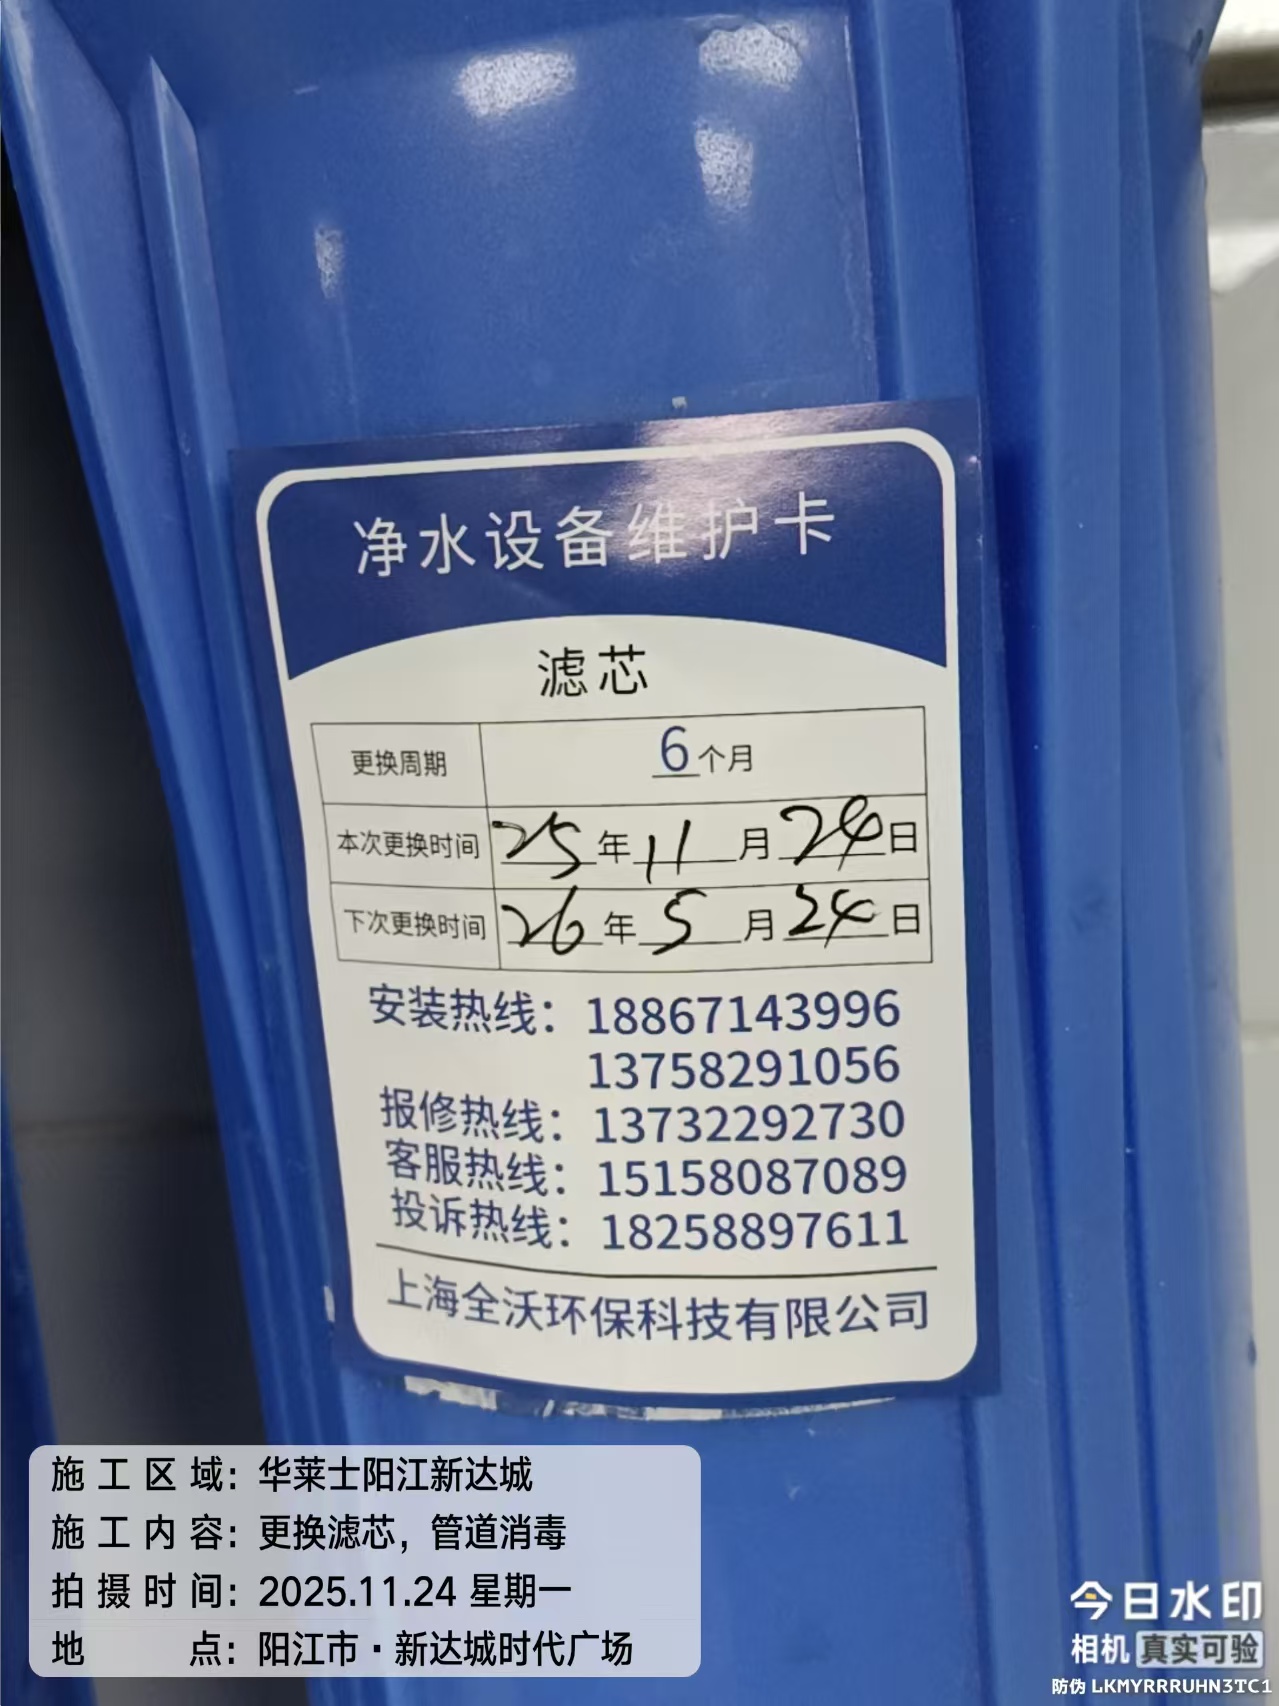 净水设备维护卡
滤芯
更换周期 6个月
本次更换时间 25年11月24日
下次更换时间 26年5月24日
安装热线：18867143996
13758291056
报修热线：13732292730
客服热线：15158087089
投诉热线：18258897611
上海全沃环保科技有限公司
施工区域：华莱士阳江新达城
施工内容：更换滤芯，管道消毒
拍摄时间：2025.11.24 星期一
地点：阳江市·新达城时代广场
今日水印
相机 真实可验
防伪 LKMYRRRUHN3TC1